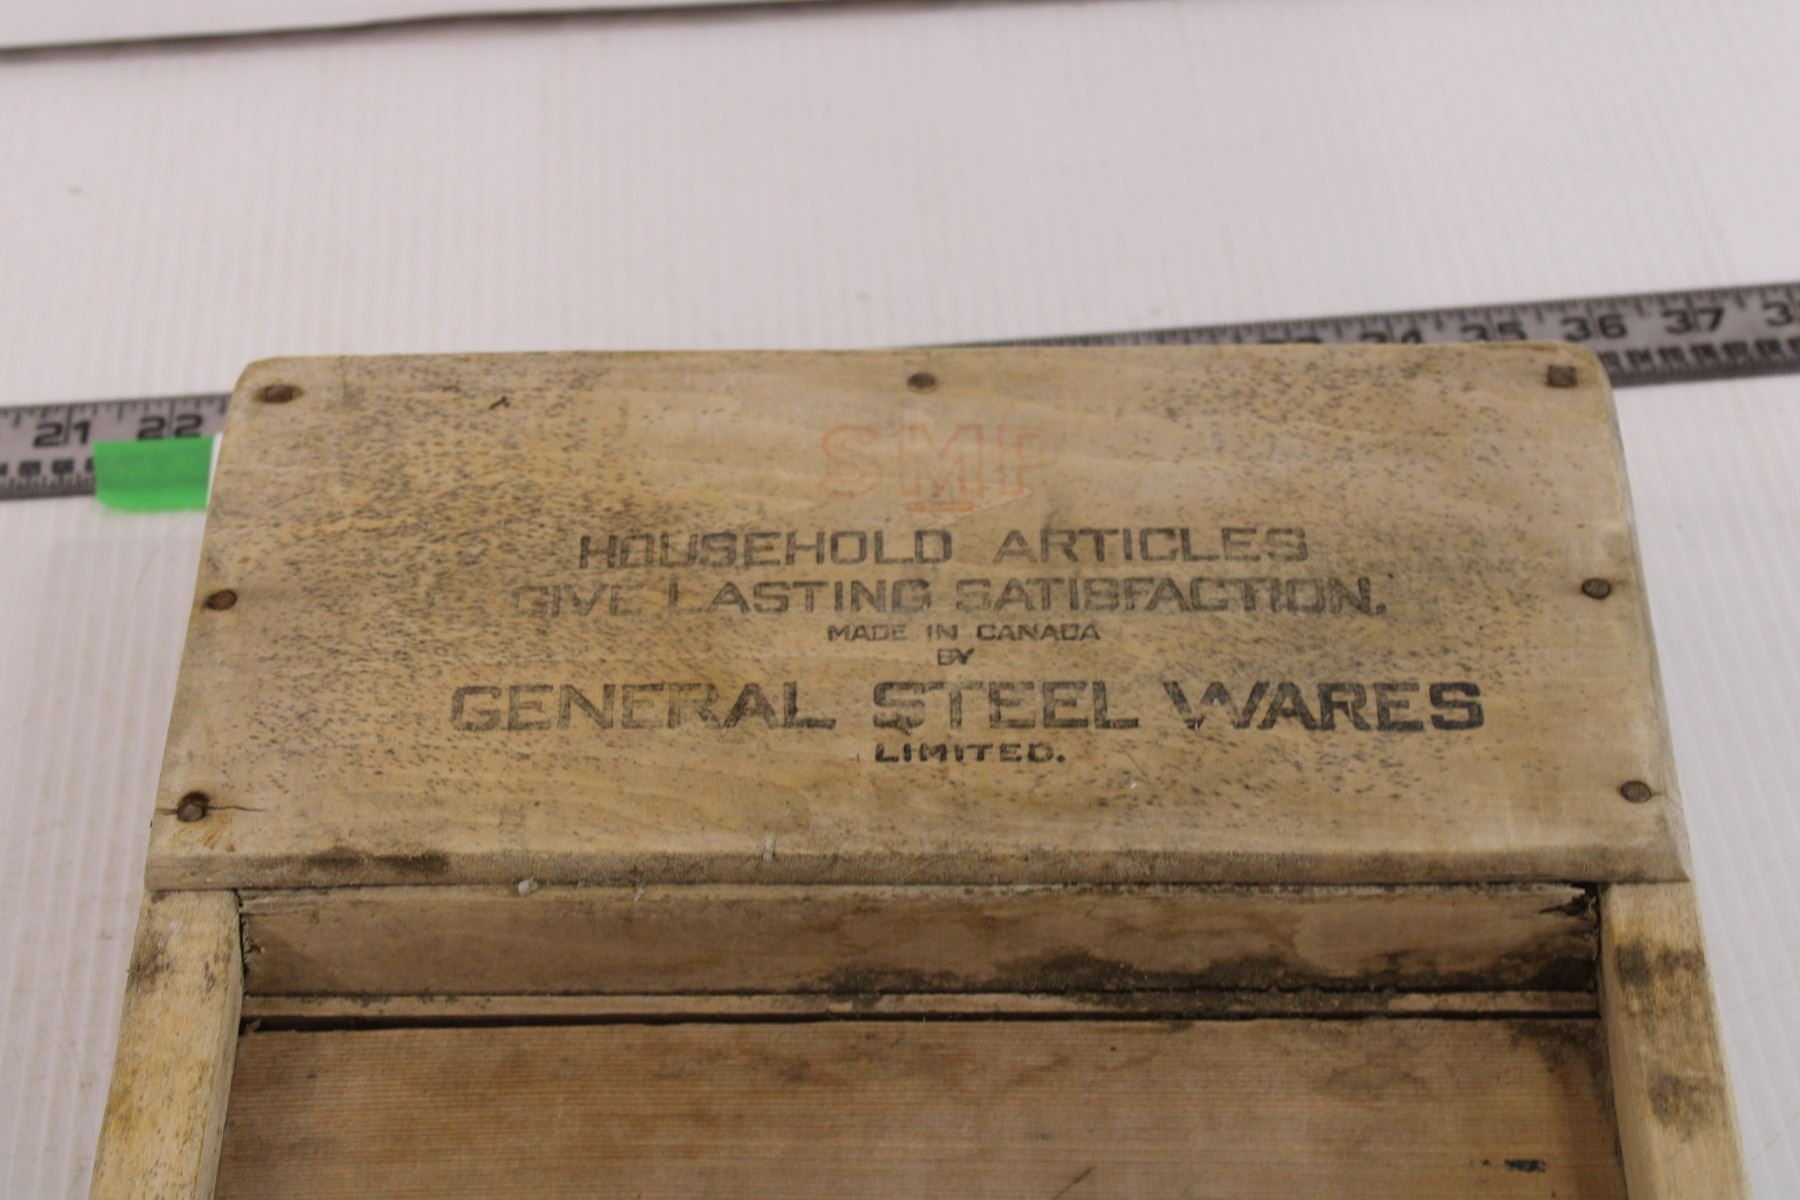 21 22
34 35 36 37
SMP
HOUSEHOLD ARTICLES
GIVE LASTING SATISFACTION.
MADE IN CANADA
BY
GENERAL STEEL WARES
LIMITED.